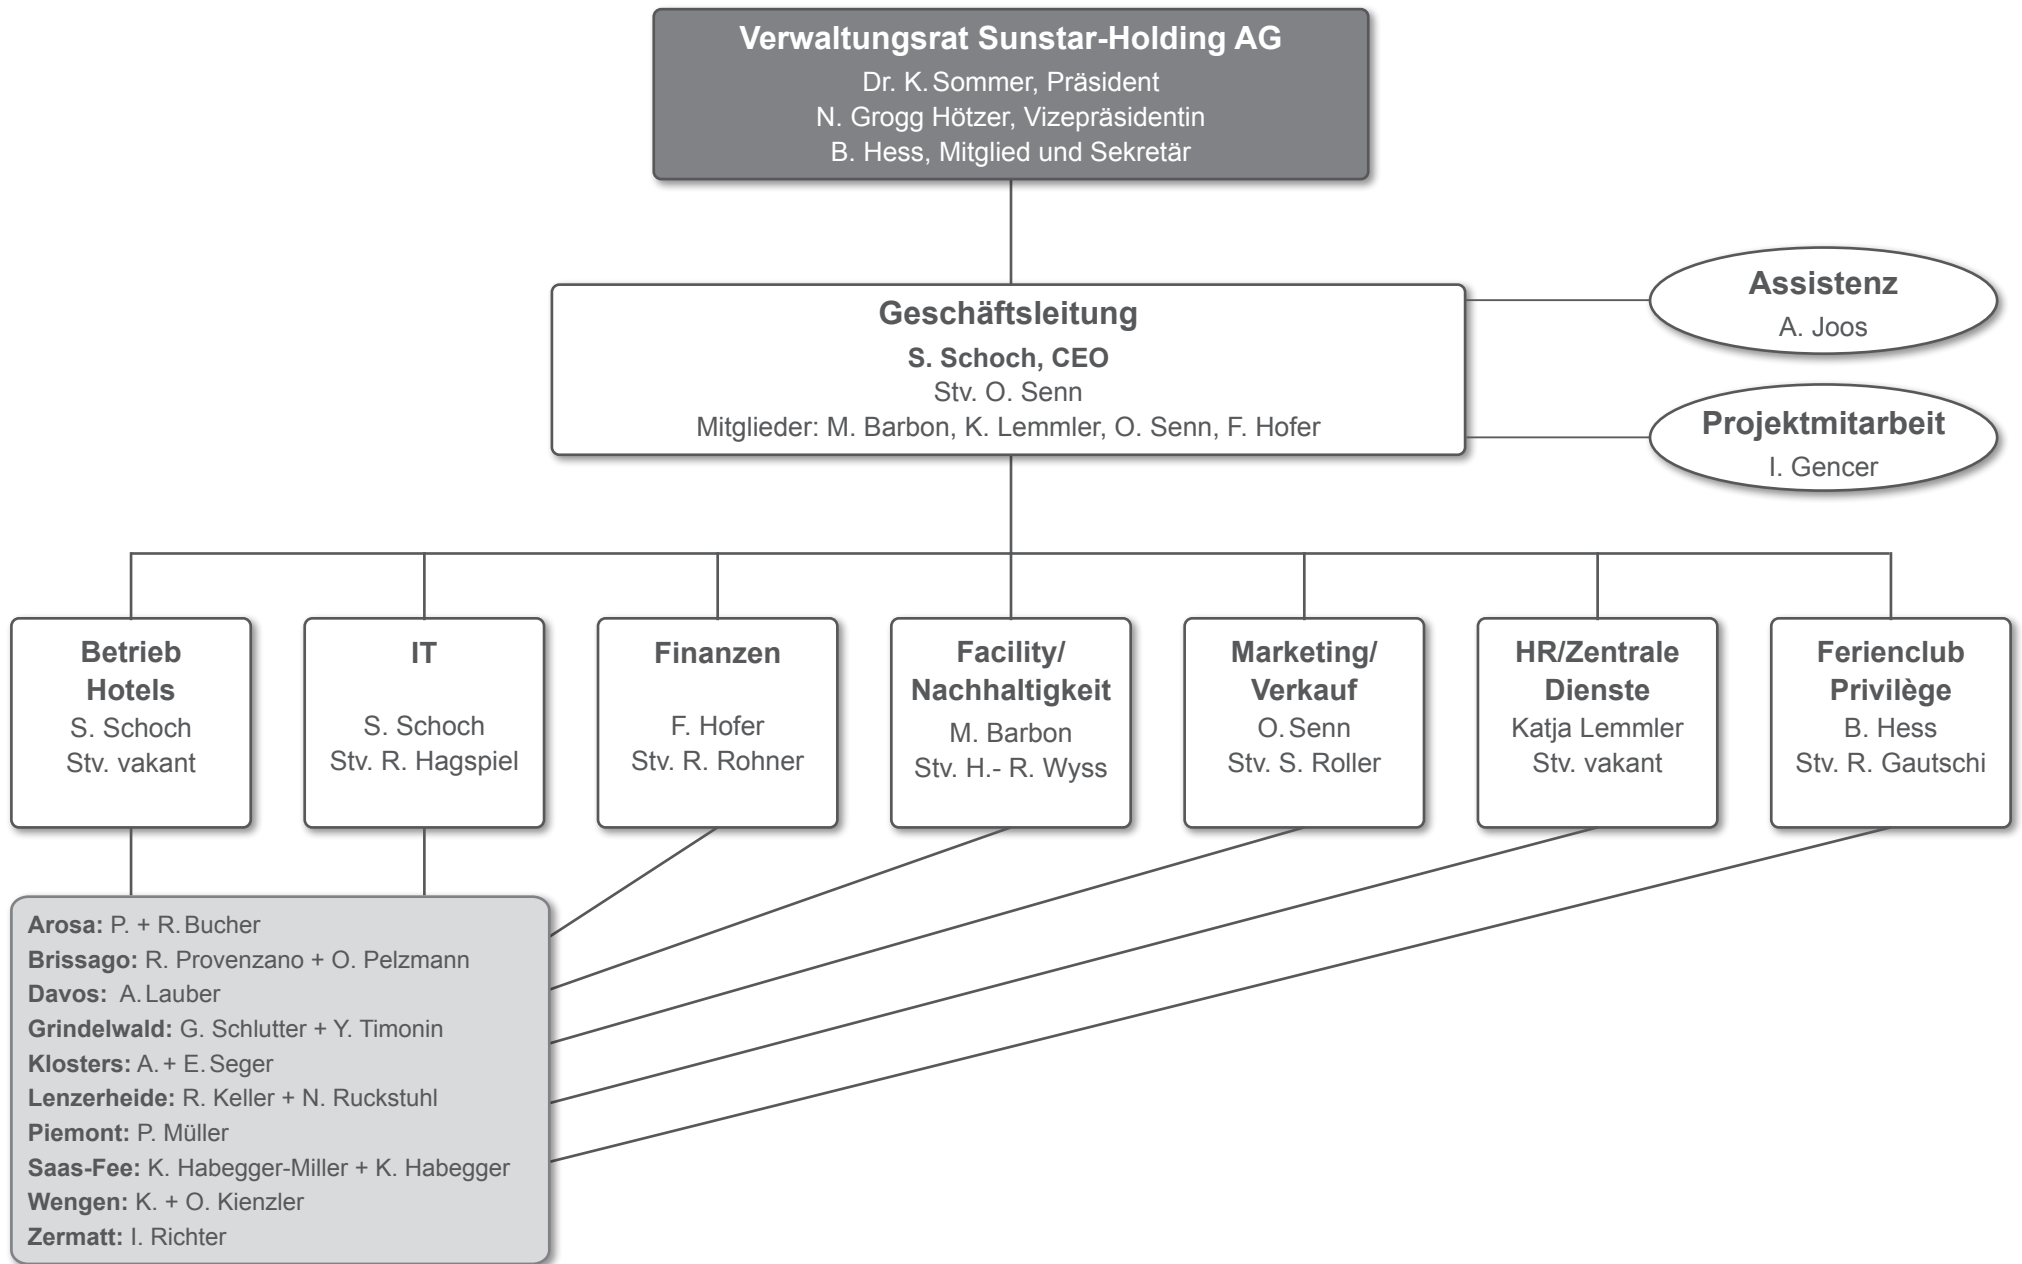 Verwaltungsrat Sunstar-Holding AG
Dr. K. Sommer, Präsident
N. Grogg Hötzer, Vizepräsidentin
B. Hess, Mitglied und Sekretär
Geschäftsleitung
S. Schoch, CEO
Stv. O. Senn
Mitglieder: M. Barbon, K. Lemmler, O. Senn, F. Hofer
Assistenz
A. Joos
Projektmitarbeit
I. Gencer
Betrieb
Hotels
S. Schoch
Stv. vakant
IT
S. Schoch
Stv. R. Hagspiel
Finanzen
F. Hofer
Stv. R. Rohner
Facility/
Nachhaltigkeit
M. Barbon
Stv. H.- R. Wyss
Marketing/
Verkauf
O. Senn
Stv. S. Roller
HR/Zentrale
Dienste
Katja Lemmler
Stv. vakant
Ferienclub
Privilège
B. Hess
Stv. R. Gautschi
Arosa: P. + R. Bucher
Brissago: R. Provenzano + O. Pelzmann
Davos: A. Lauber
Grindelwald: G. Schlutter + Y. Timonin
Klosters: A. + E. Seger
Lenzerheide: R. Keller + N. Ruckstuhl
Piemont: P. Müller
Saas-Fee: K. Habegger-Miller + K. Habegger
Wengen: K. + O. Kienzler
Zermatt: I. Richter